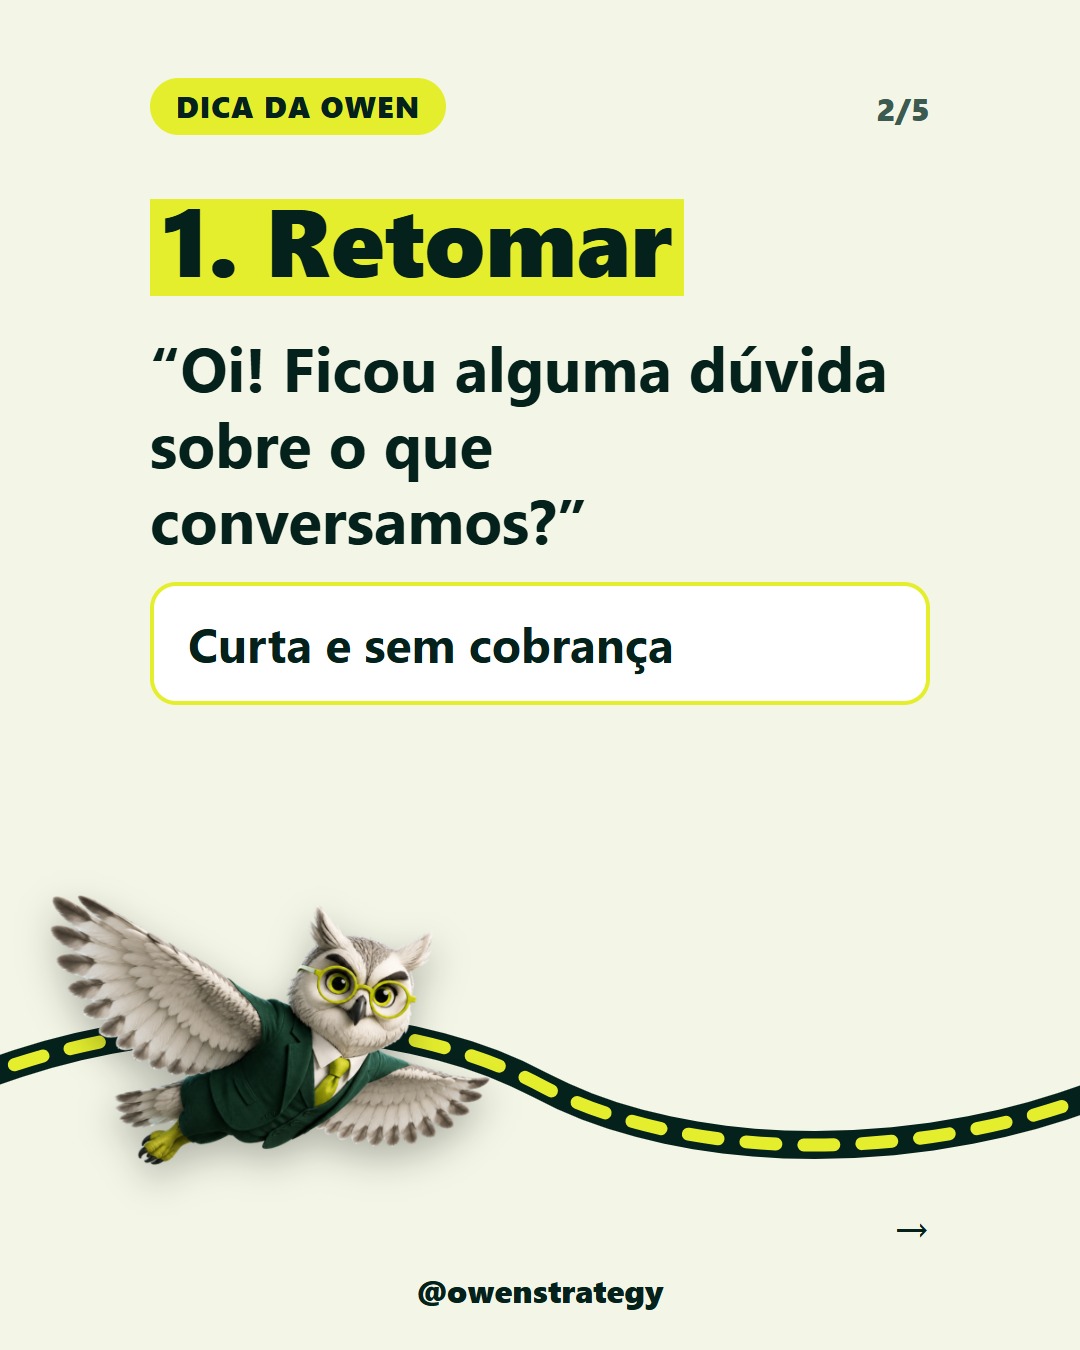 DICA DA OWEN
2/5
1. Retomar
“Oi! Ficou alguma dúvida
sobre o que
conversamos?”
Curta e sem cobrança
→
@owenstrategy